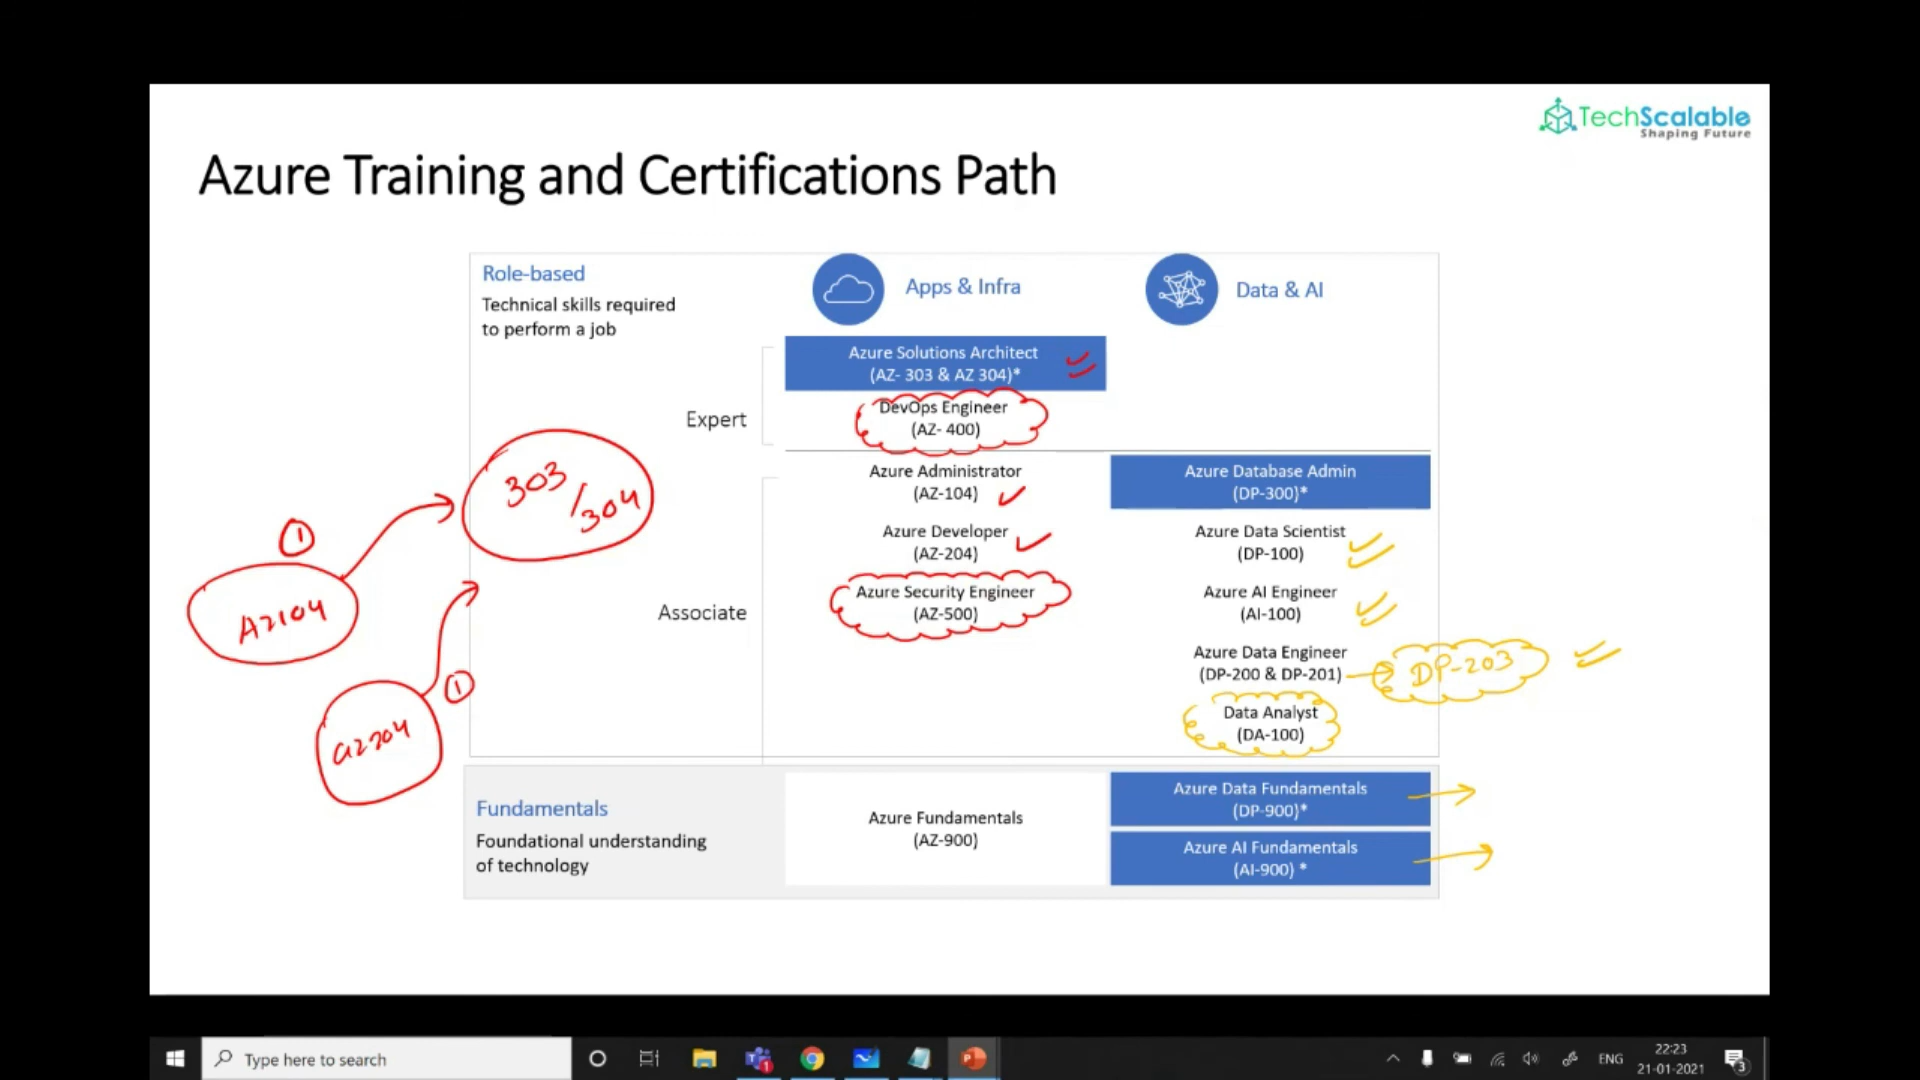 TechScalable
Shaping Future
Azure Training and Certifications Path
Role-based
Technical skills required
to perform a job
Apps & Infra
Data & AI
Expert
Azure Solutions Architect
(AZ- 303 & AZ 304)*
DevOps Engineer
(AZ- 400)
Associate
Azure Administrator
(AZ-104)
Azure Developer
(AZ-204)
Azure Security Engineer
(AZ-500)
Azure Database Admin
(DP-300)*
Azure Data Scientist
(DP-100)
Azure AI Engineer
(AI-100)
Azure Data Engineer
(DP-200 & DP-201)
DP-203
Data Analyst
(DA-100)
303
/304
1
AZ104
1
az204
Fundamentals
Foundational understanding
of technology
Azure Fundamentals
(AZ-900)
Azure Data Fundamentals
(DP-900)*
Azure AI Fundamentals
(AI-900) *
Type here to search
1
ENG
22:23
21-01-2021
3